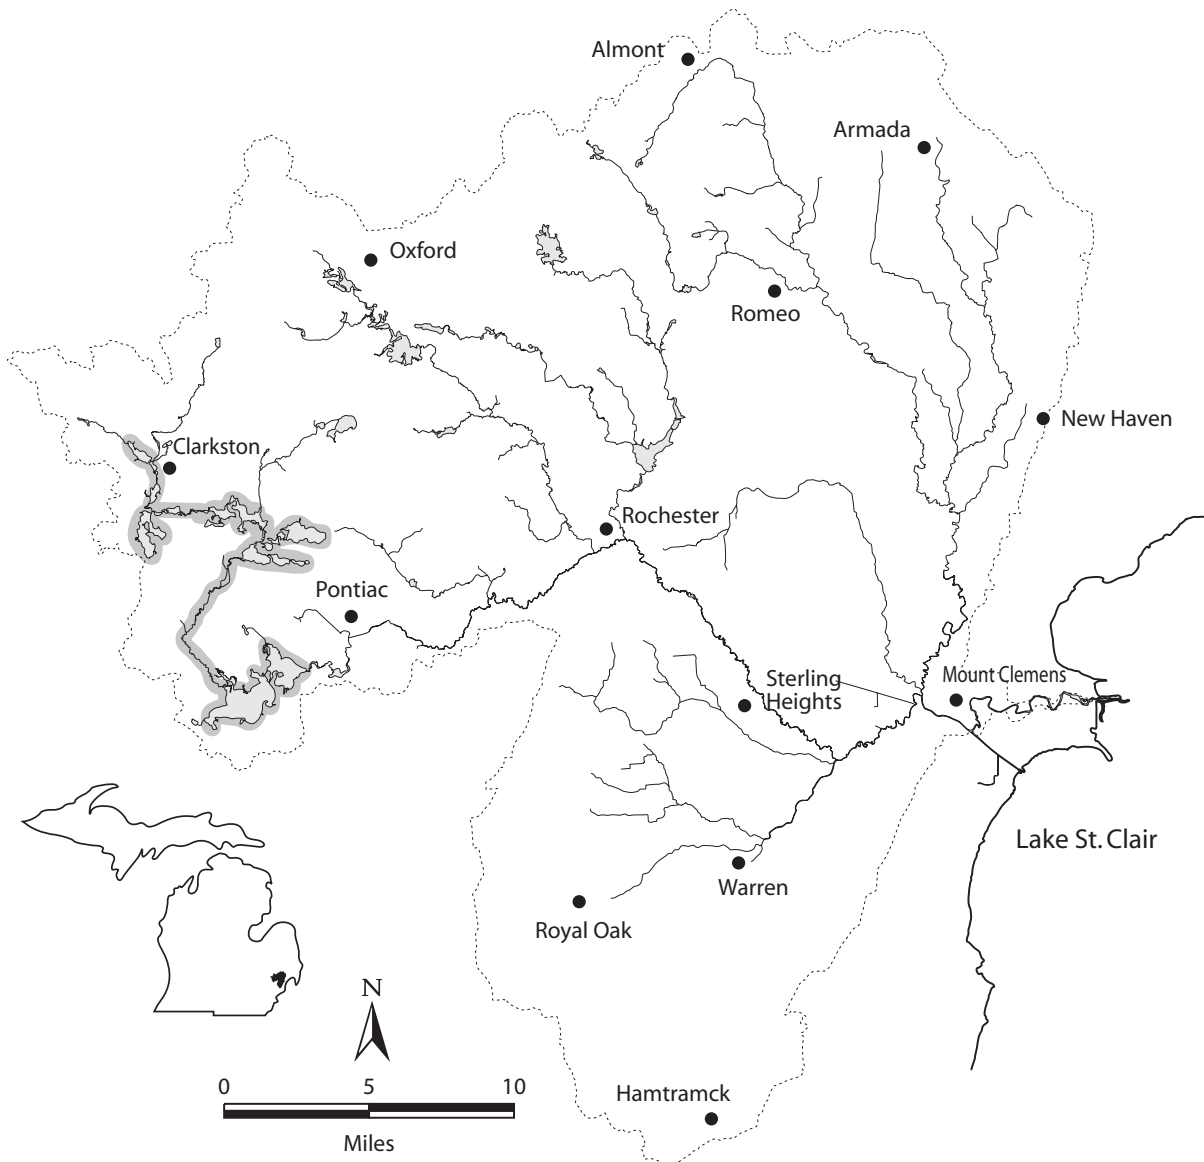 Almont
Armada
Oxford
Romeo
New Haven
Clarkston
Rochester
Pontiac
Sterling
Heights
Mount Clemens
Lake St. Clair
Warren
Royal Oak
N
0 5 10
Miles
Hamtramck